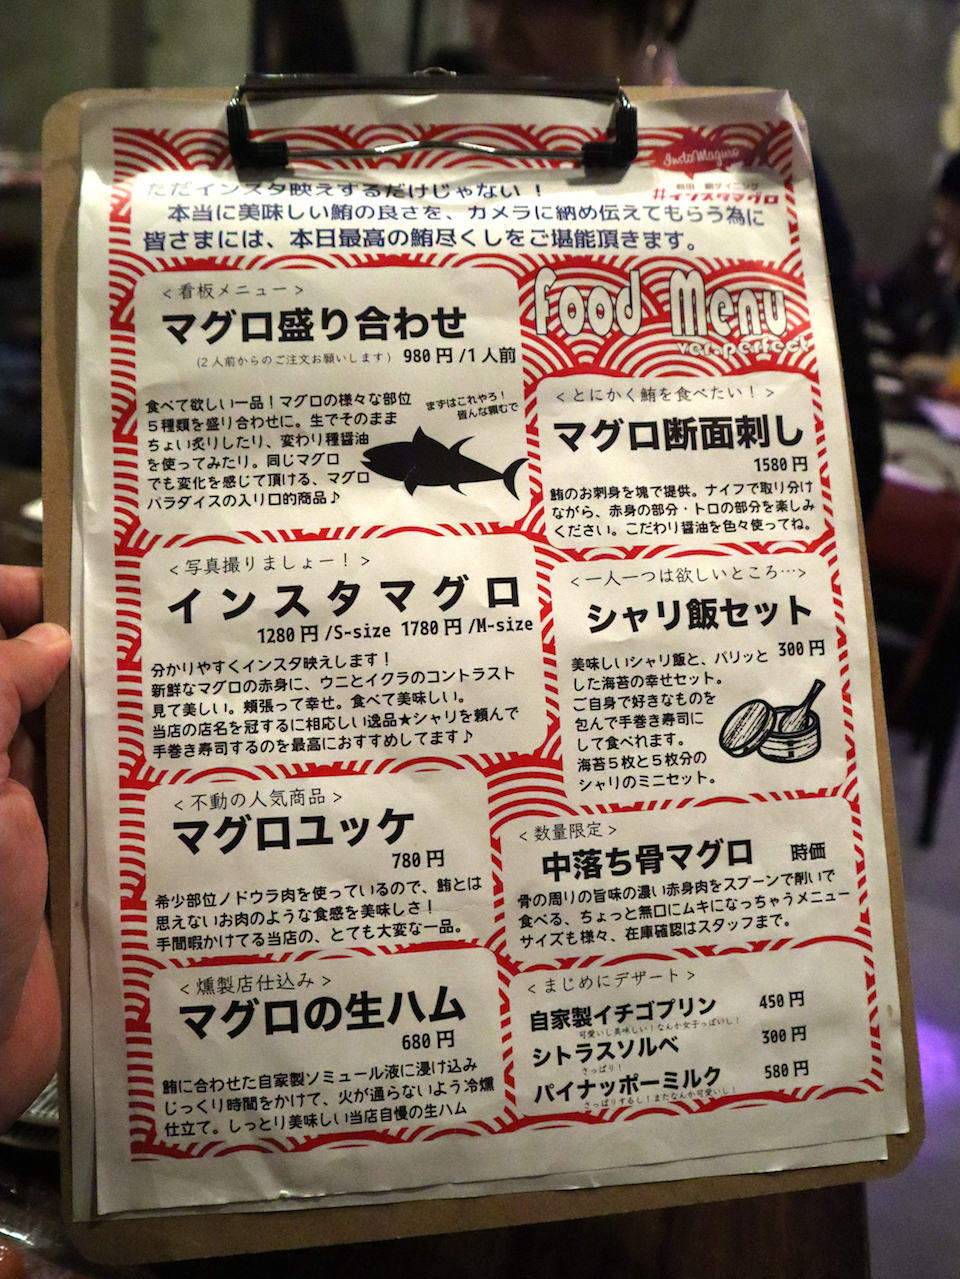 InstaMaguro
鮪ダイニング
#インスタマグロ
ただインスタ映えするだけじゃない！
本当に美味しい鮪の良さを、カメラに納め伝えてもらう為に
皆さまには、本日最高の鮪尽くしをご堪能頂きます。
Food Menu
ver.perfect
＜看板メニュー＞
マグロ盛り合わせ
(2人前からのご注文お願いします) 980円/1人前
食べて欲しい一品！マグロの様々な部位
5種類を盛り合わせに。生でそのまま
ちょい炙りしたり、変わり種醤油
を使ってみたり。同じマグロ
でも変化を感じて頂ける、マグロ
パラダイスの入り口的商品♪
まずはこれやろ！
皆んな頼むで
＜とにかく鮪を食べたい！＞
マグロ断面刺し
1580円
鮪のお刺身を塊で提供。ナイフで取り分け
ながら、赤身の部分・トロの部分を楽しみ
ください。こだわり醤油を色々使ってね。
＜写真撮りましょー！＞
インスタマグロ
1280円/S-size 1780円/M-size
分かりやすくインスタ映えします！
新鮮なマグロの赤身に、ウニとイクラのコントラスト
見て美しい。頬張って幸せ。食べて美味しい。
当店の店名を冠するに相応しい逸品★シャリを頼んで
手巻き寿司するのを最高におすすめしてます♪
＜一人一つは欲しいところ…＞
シャリ飯セット
300円
美味しいシャリ飯と、パリッと
した海苔の幸せセット。
ご自身で好きなものを
包んで手巻き寿司に
して食べれます。
海苔5枚と5枚分の
シャリのミニセット。
＜不動の人気商品＞
マグロユッケ
780円
希少部位ノドウラ肉を使っているので、鮪とは
思えないお肉のような食感を美味しさ！
手間暇かけてる当店の、とても大変な一品。
＜数量限定＞
中落ち骨マグロ 時価
骨の周りの旨味の濃い赤身肉をスプーンで削いで
食べる、ちょっと無口にムキになっちゃうメニュー
サイズも様々、在庫確認はスタッフまで。
＜燻製店仕込み＞
マグロの生ハム
680円
鮪に合わせた自家製ソミュール液に浸け込み
じっくり時間をかけて、火が通らないよう冷燻
仕立て。しっとり美味しい当店自慢の生ハム
＜まじめにデザート＞
自家製イチゴプリン 450円
可愛いし美味しい！なんか女子っぽいし！
シトラスソルベ 300円
さっぱり！
パイナッポーミルク 580円
さっぱりするし！またなんか可愛いし！